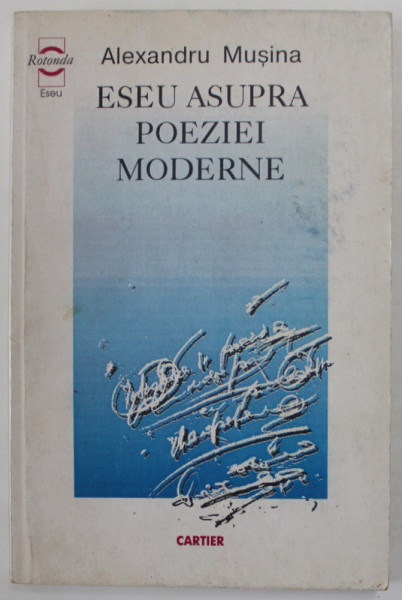 Rotonda
Eseu
Alexandru Mușina
ESEU ASUPRA
POEZIEI
MODERNE
CARTIER